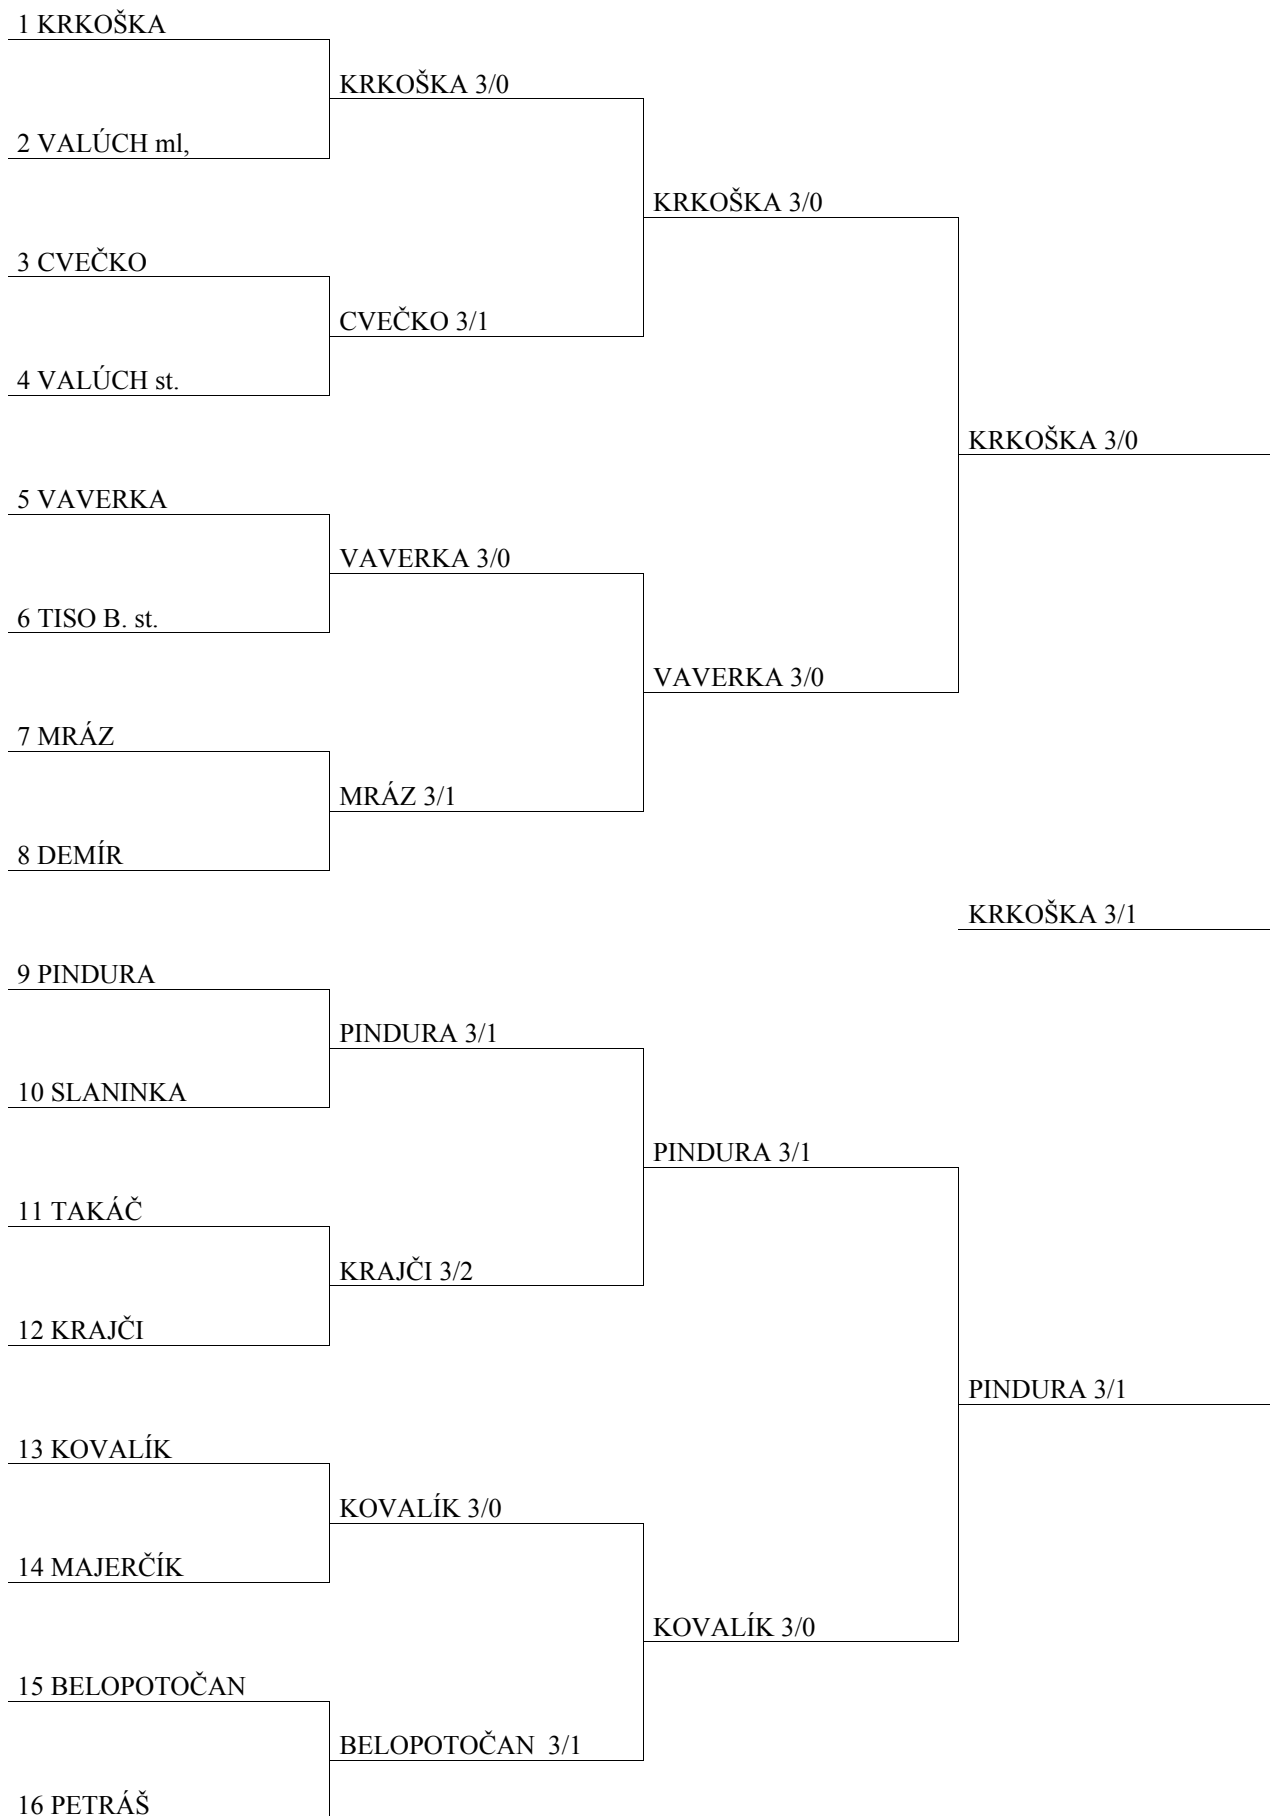 1 KRKOŠKA
KRKOŠKA 3/0
2 VALÚCH ml,
KRKOŠKA 3/0
3 CVEČKO
CVEČKO 3/1
4 VALÚCH st.
KRKOŠKA 3/0
5 VAVERKA
VAVERKA 3/0
6 TISO B. st.
VAVERKA 3/0
7 MRÁZ
MRÁZ 3/1
8 DEMÍR
KRKOŠKA 3/1
9 PINDURA
PINDURA 3/1
10 SLANINKA
PINDURA 3/1
11 TAKÁČ
KRAJČI 3/2
12 KRAJČI
PINDURA 3/1
13 KOVALÍK
KOVALÍK 3/0
14 MAJERČÍK
KOVALÍK 3/0
15 BELOPOTOČAN
BELOPOTOČAN  3/1
16 PETRÁŠ